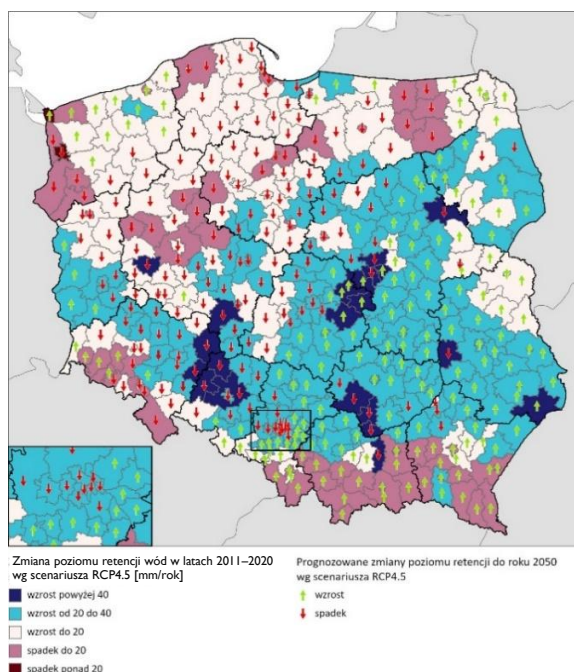 Zmiana poziomu retencji wód w latach 2011–2020
wg scenariusza RCP4.5 [mm/rok]
wzrost powyżej 40
wzrost od 20 do 40
wzrost do 20
spadek do 20
spadek ponad 20
Prognozowane zmiany poziomu retencji do roku 2050
wg scenariusza RCP4.5
wzrost
spadek